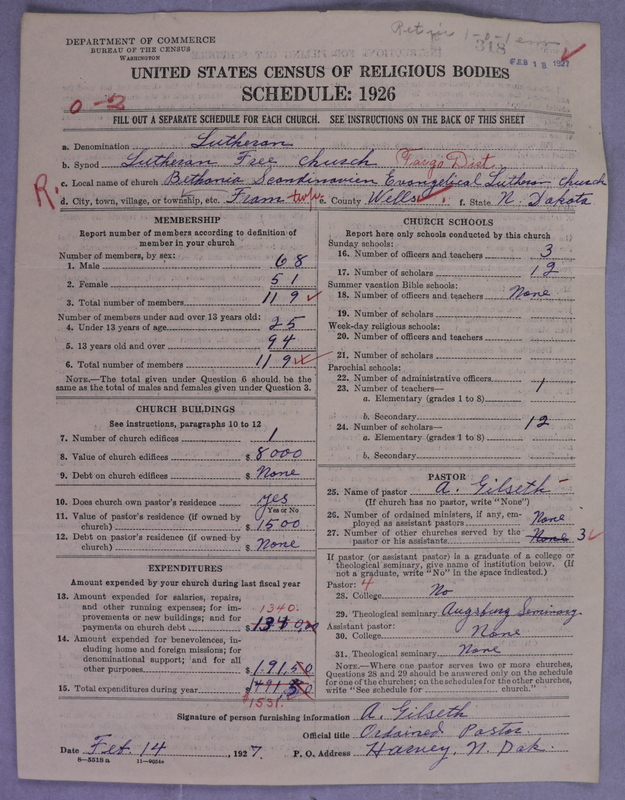 DEPARTMENT OF COMMERCE
BUREAU OF THE CENSUS
WASHINGTON
318
FEB 18 1927
UNITED STATES CENSUS OF RELIGIOUS BODIES
SCHEDULE: 1926
0-2
FILL OUT A SEPARATE SCHEDULE FOR EACH CHURCH. SEE INSTRUCTIONS ON THE BACK OF THIS SHEET
a. Denomination Lutheran
b. Synod Lutheran Free church Fargo Dist.
c. Local name of church Bethania Scandinavien Evangelical Lutheran church
R. d. City, town, village, or township, etc. Fram twp e. County Wells f. State N. Dakota
MEMBERSHIP
Report number of members according to definition of
member in your church
Number of members, by sex:
1. Male 68
2. Female 51
3. Total number of members 119
Number of members under and over 13 years old:
4. Under 13 years of age 25
5. 13 years old and over 94
6. Total number of members 119
NOTE.—The total given under Question 6 should be the
same as the total of males and females given under Question 3.
CHURCH BUILDINGS
See instructions, paragraphs 10 to 12
7. Number of church edifices 1
8. Value of church edifices $ 8000
9. Debt on church edifices $ None
10. Does church own pastor's residence yes
Yes or No
11. Value of pastor's residence (if owned by
church) $ 1500
12. Debt on pastor's residence (if owned by
church) $ None
EXPENDITURES
Amount expended by your church during last fiscal year
13. Amount expended for salaries, repairs,
and other running expenses; for im-
provements or new buildings; and for
payments on church debt 1340. $ 1340,00
14. Amount expended for benevolences, in-
cluding home and foreign missions; for
denominational support; and for all
other purposes $ 191,50
15. Total expenditures during year $ 1491,50
$1531.
CHURCH SCHOOLS
Report here only schools conducted by this church
Sunday schools:
16. Number of officers and teachers 3
17. Number of scholars 12
Summer vacation Bible schools:
18. Number of officers and teachers None
19. Number of scholars
Week-day religious schools:
20. Number of officers and teachers
21. Number of scholars
Parochial schools:
22. Number of administrative officers
23. Number of teachers— 1
a. Elementary (grades 1 to 8)
b. Secondary
24. Number of scholars— 12
a. Elementary (grades 1 to 8)
b. Secondary
PASTOR
25. Name of pastor A. Gilseth
(If church has no pastor, write "None")
26. Number of ordained ministers, if any, em-
ployed as assistant pastors None
27. Number of other churches served by the
pastor or his assistants None 3
If pastor (or assistant pastor) is a graduate of a college or
theological seminary, give name of institution below. (If
not a graduate, write "No" in the space indicated.)
Pastor: 4
28. College No
29. Theological seminary Augsburg Seminary.
Assistant pastor:
30. College None
31. Theological seminary None
NOTE.—Where one pastor serves two or more churches,
Questions 28 and 29 should be answered only on the schedule
for one of the churches; on the schedules for the other churches,
write "See schedule for church."
Signature of person furnishing information A. Gilseth
Official title Ordained Pastor.
Date Feb. 14, 1927. P. O. Address Harvey, N. Dak.
8—5518 a